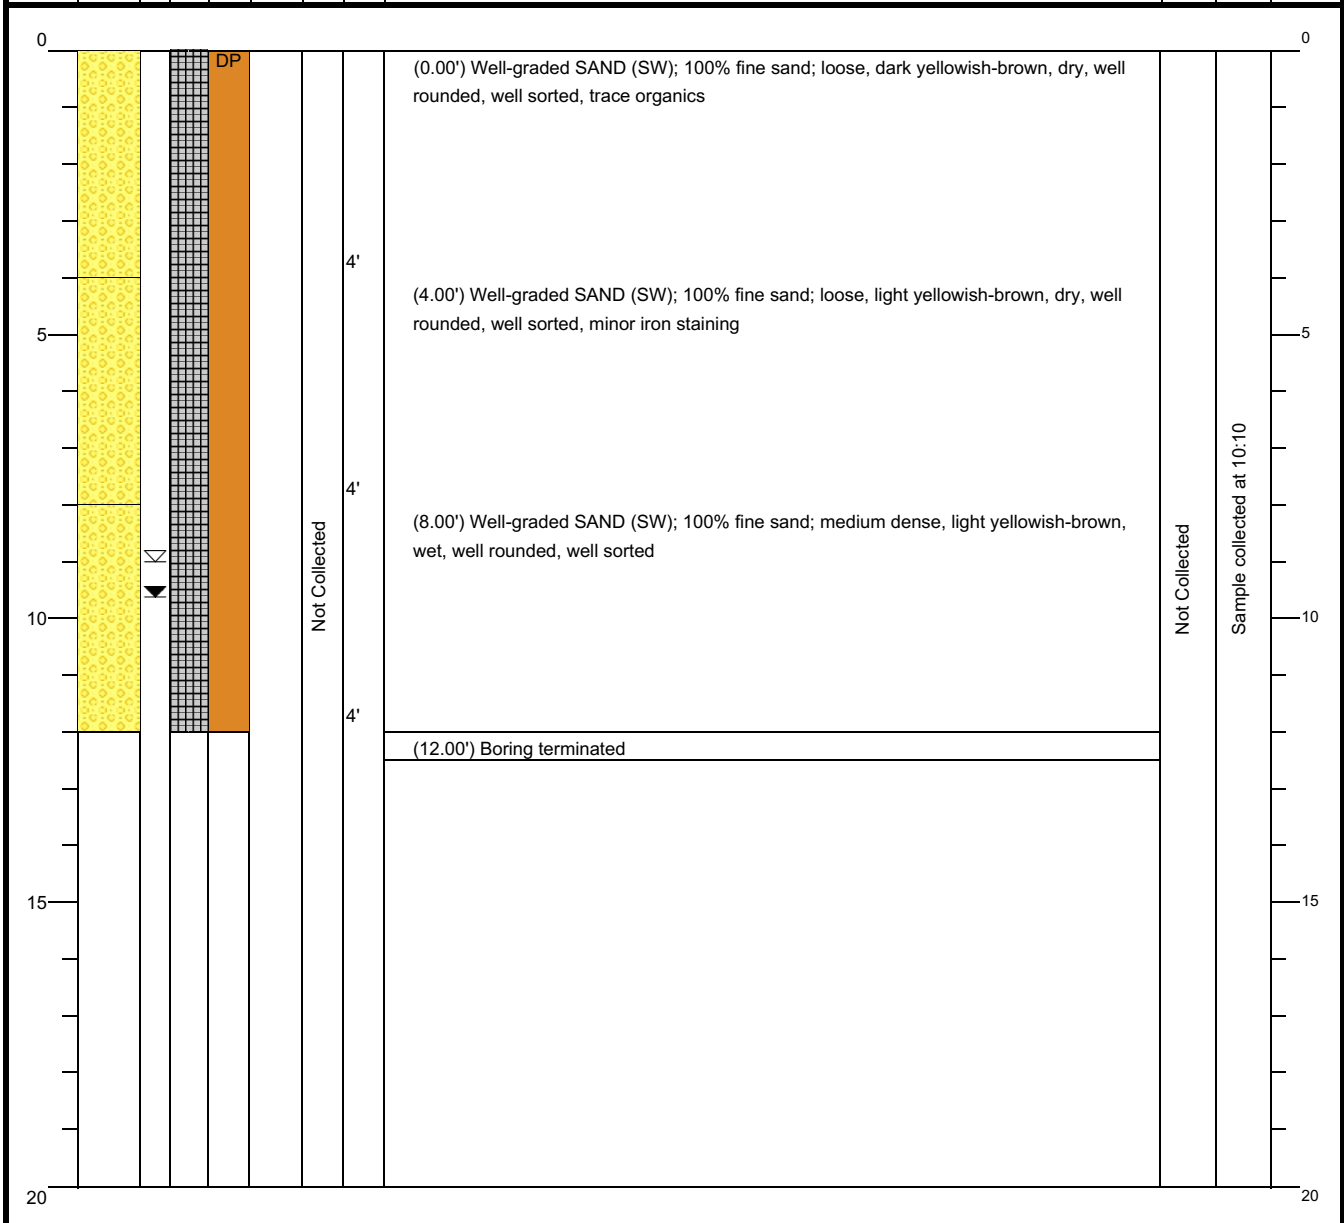 0
0
DP
(0.00') Well-graded SAND (SW); 100% fine sand; loose, dark yellowish-brown, dry, well
rounded, well sorted, trace organics
4'
(4.00') Well-graded SAND (SW); 100% fine sand; loose, light yellowish-brown, dry, well
rounded, well sorted, minor iron staining
5
5
4'
(8.00') Well-graded SAND (SW); 100% fine sand; medium dense, light yellowish-brown,
wet, well rounded, well sorted
Not Collected
Not Collected
Sample collected at 10:10
10
10
4'
(12.00') Boring terminated
15
15
20
20